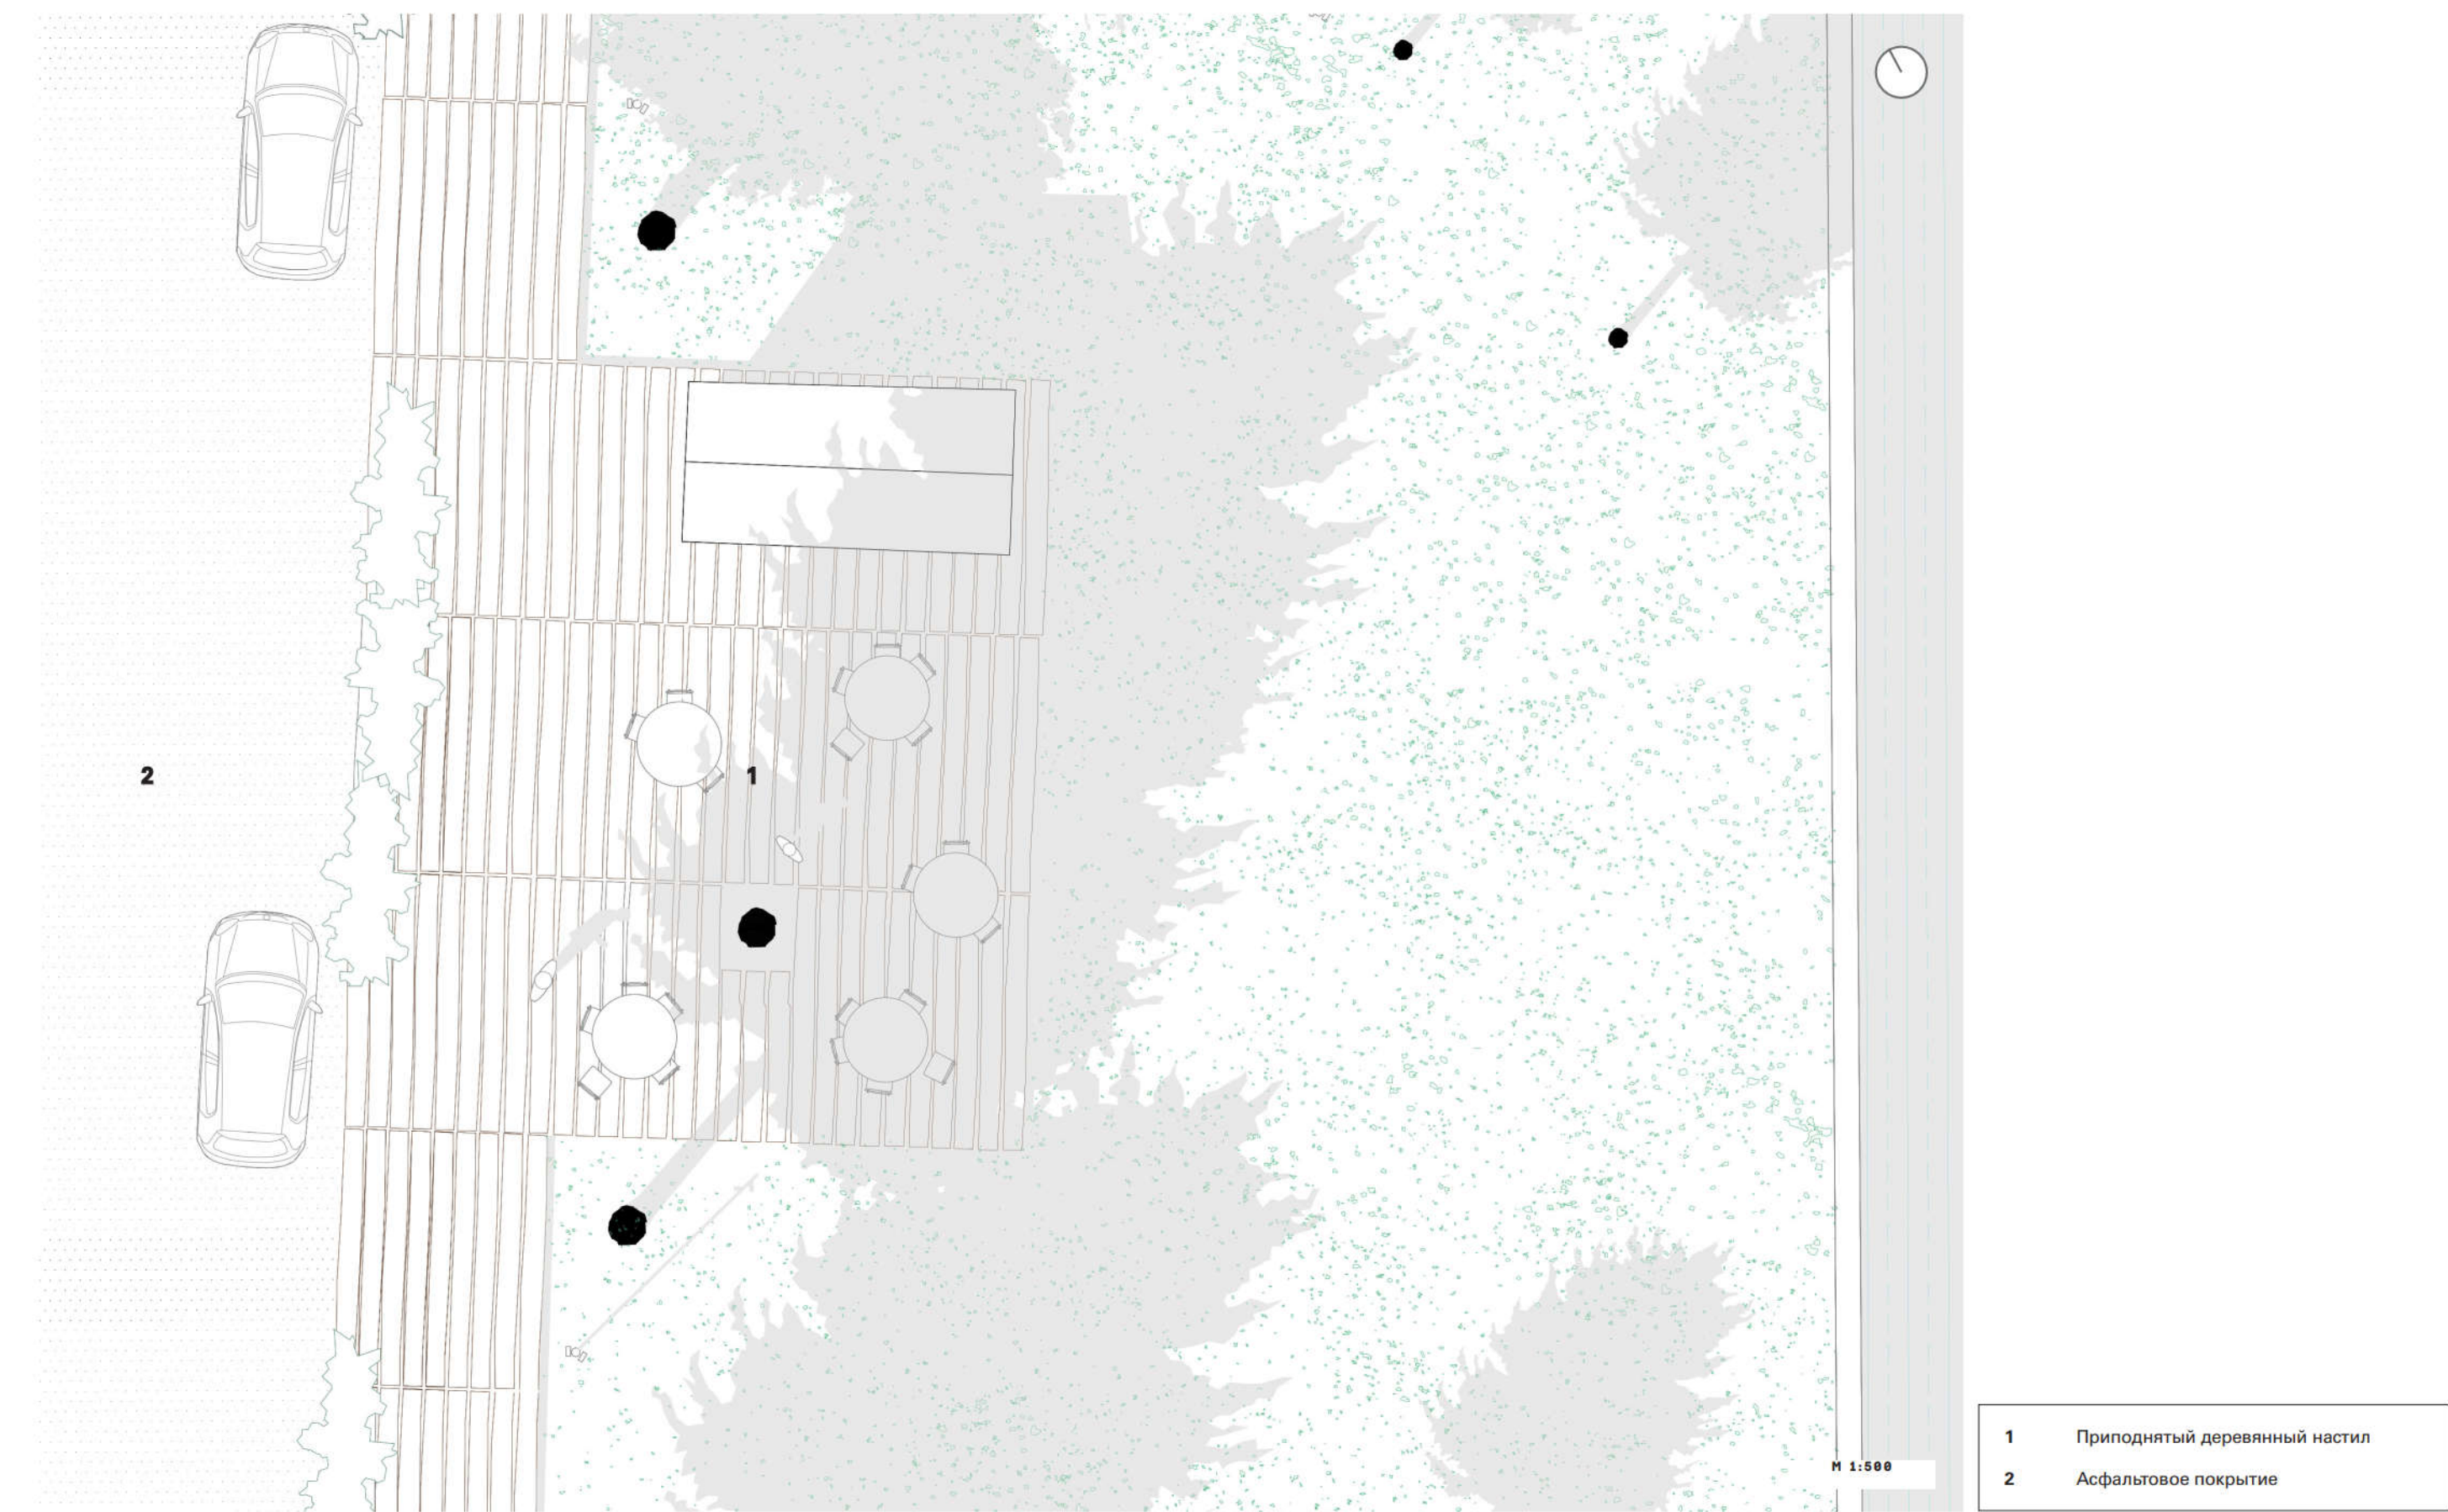 2
1
М 1:500
1 Приподнятый деревянный настил
2 Асфальтовое покрытие